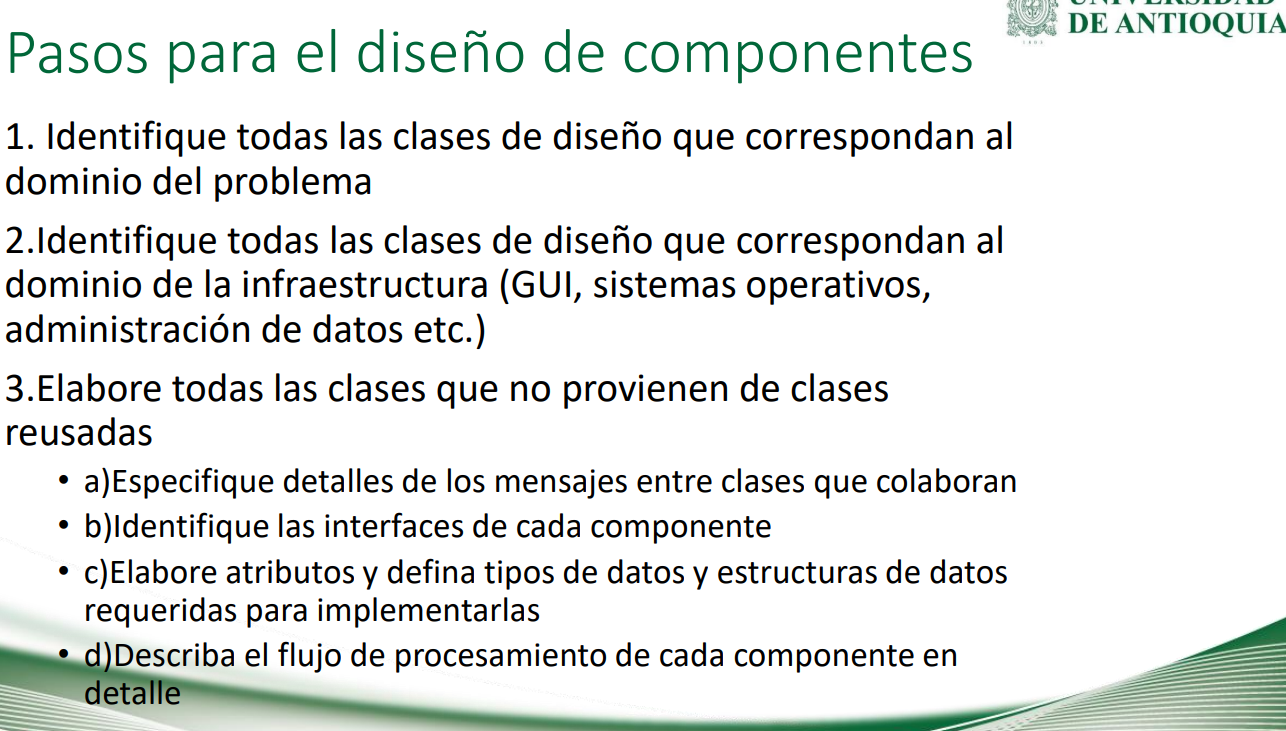 UNIVERSIDAD
DE ANTIOQUIA
1803
Pasos para el diseño de componentes
1. Identifique todas las clases de diseño que correspondan al
dominio del problema
2.Identifique todas las clases de diseño que correspondan al
dominio de la infraestructura (GUI, sistemas operativos,
administración de datos etc.)
3.Elabore todas las clases que no provienen de clases
reusadas
• a)Especifique detalles de los mensajes entre clases que colaboran
• b)Identifique las interfaces de cada componente
• c)Elabore atributos y defina tipos de datos y estructuras de datos
requeridas para implementarlas
• d)Describa el flujo de procesamiento de cada componente en
detalle